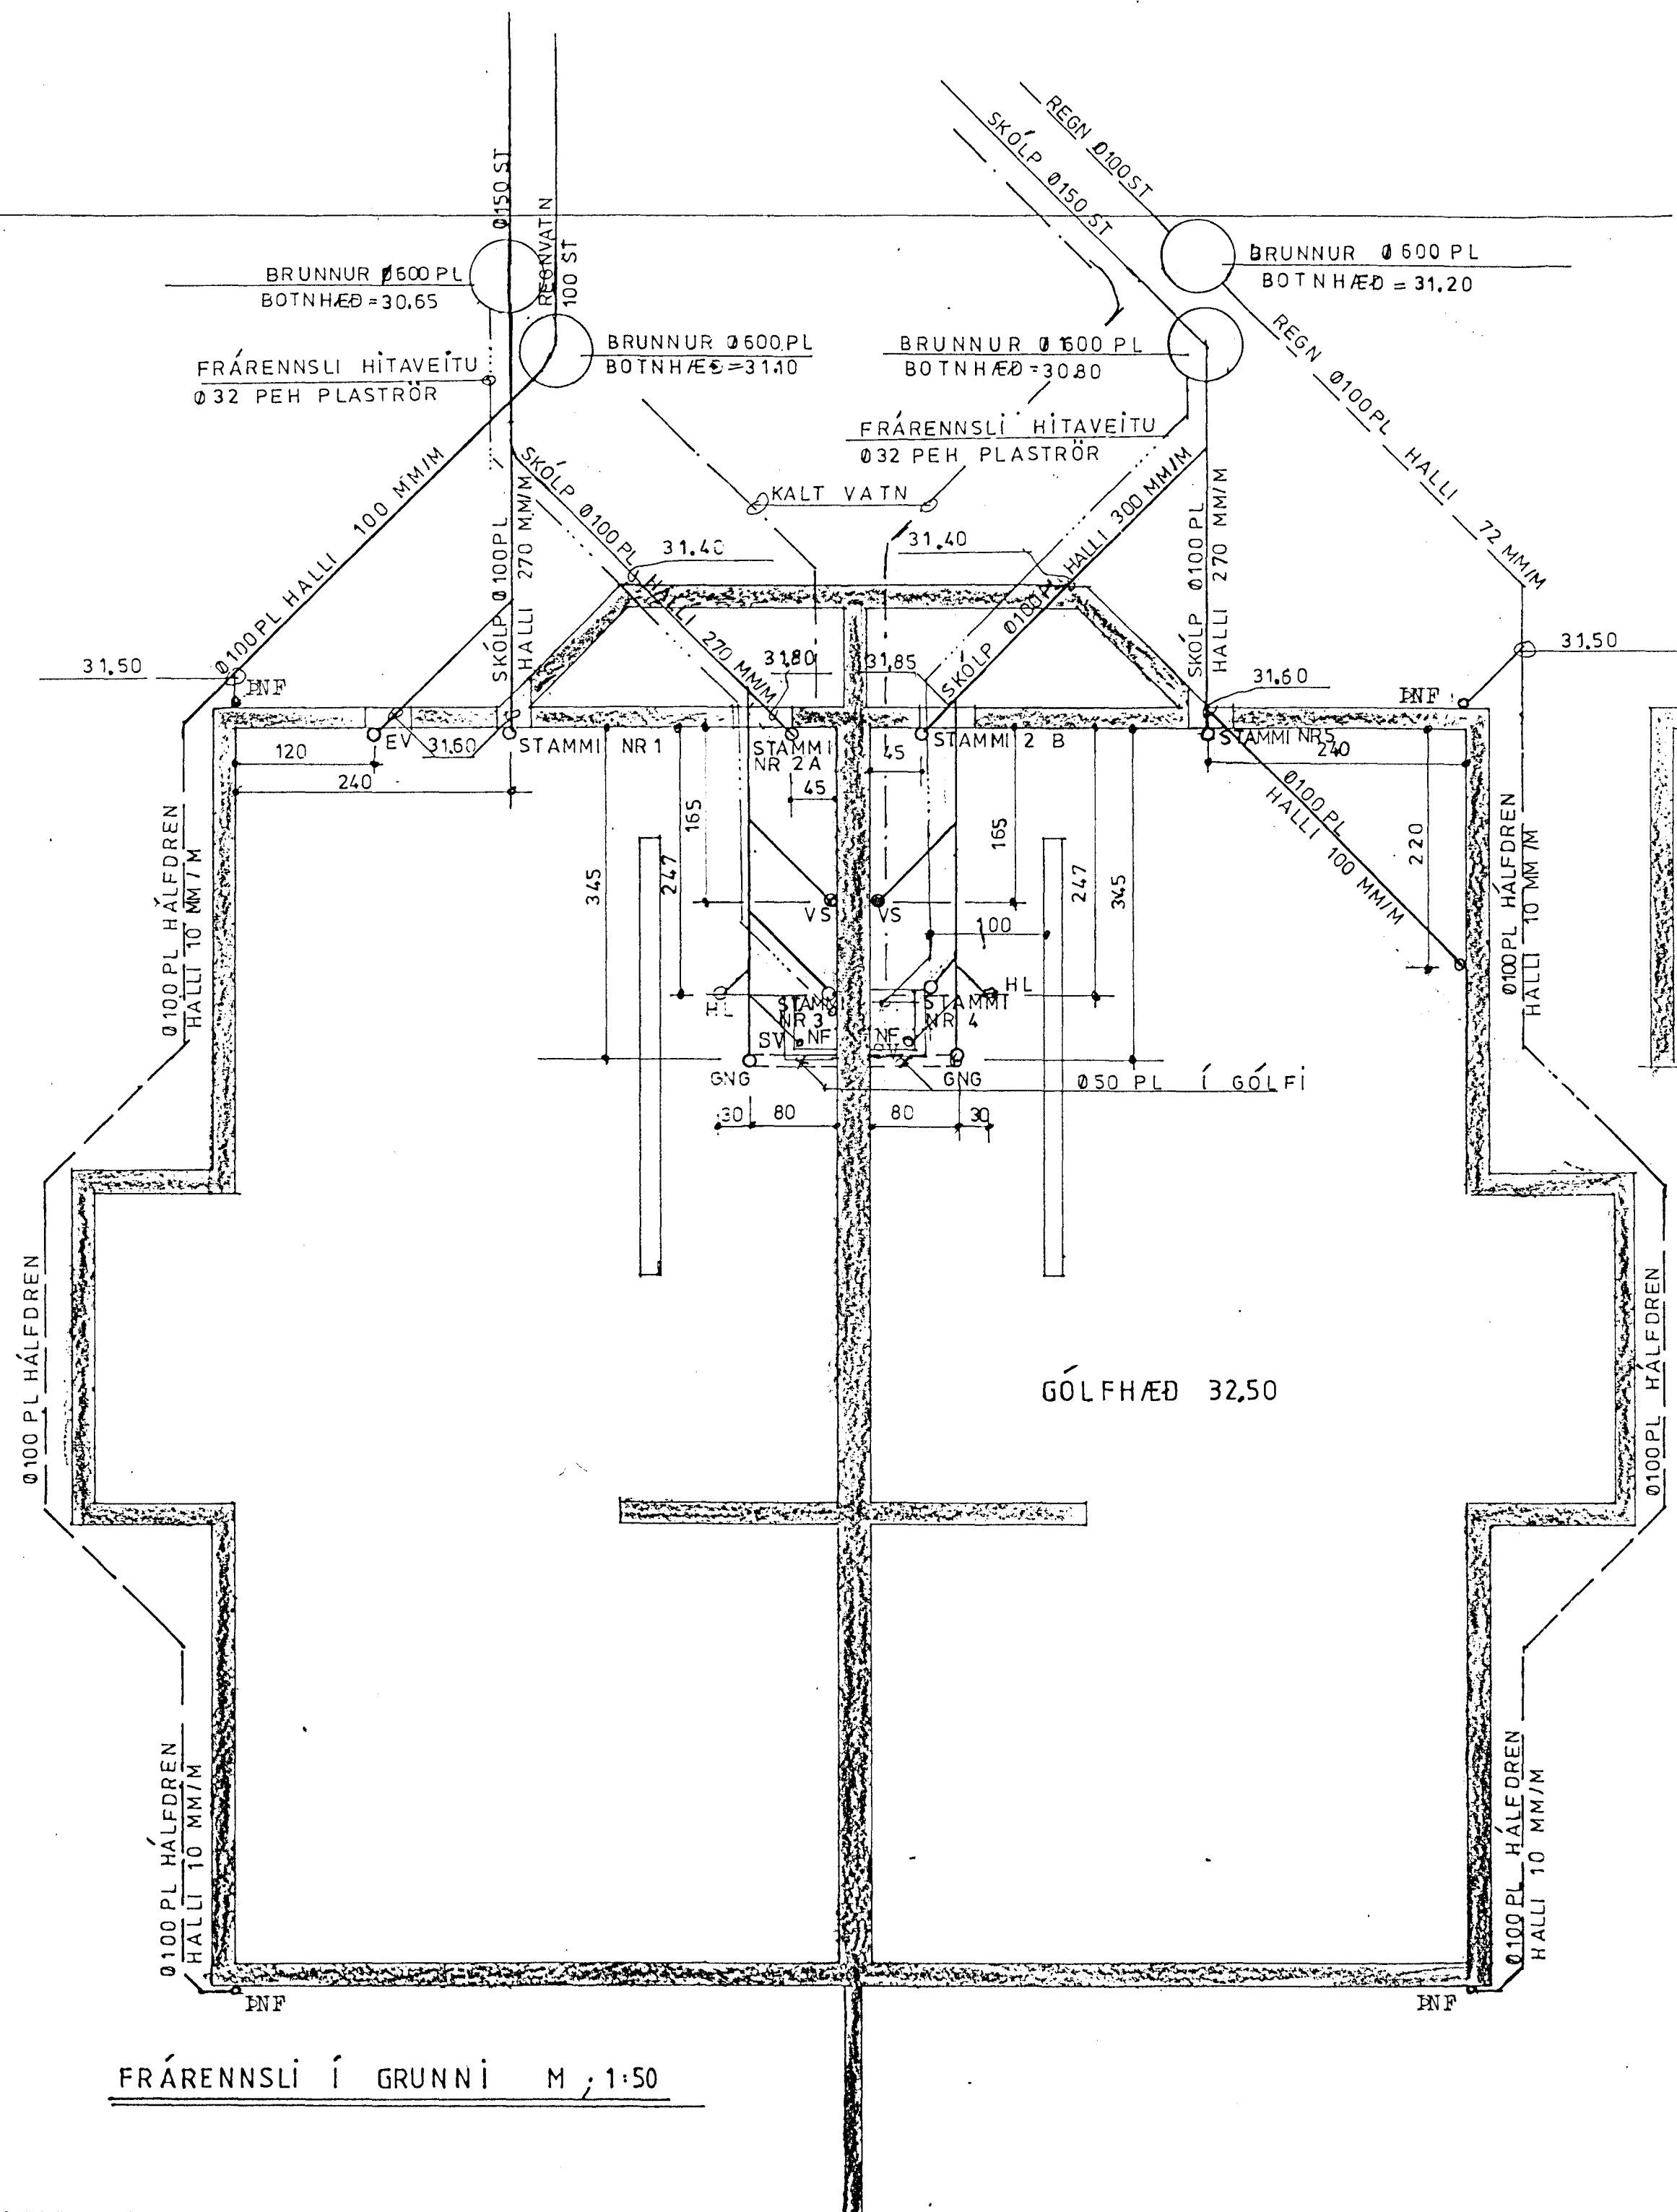 Ø150 ST
REGNVATN
100 ST
REGN Ø100 ST
SKÓLP Ø150 ST
BRUNNUR Ø600 PL
BOTNHÆÐ = 30.65
BRUNNUR Ø600 PL
BOTNHÆÐ = 31.20
BRUNNUR Ø600 PL
BOTNHÆÐ = 31.10
BRUNNUR Ø600 PL
BOTNHÆÐ = 30.80
FRÁRENNSLI HITAVEITU
Ø32 PEH PLASTRÖR
FRÁRENNSLI HITAVEITU
Ø32 PEH PLASTRÖR
REGN Ø100 PL HALLI 72 MM/M
KALT VATN
Ø100 PL HALLI 100 MM/M
SKÓLP Ø100 PL
HALLI 270 MM/M
SKÓLP Ø100 PL HALLI 270 MM/M
31.40
31.40
SKÓLP Ø100 PL HALLI 300 MM/M
SKÓLP Ø100 PL
HALLI 270 MM/M
31.50
31.80
31.85
31.60
31.50
ÞNF
ÞNF
EV
31.60
STAMMI NR 1
STAMMI
NR 2A
STAMMI 2 B
STAMMI NR 5
120
240
45
45
240
165
247
345
165
247
345
220
100
Ø100 PL
HALLI 100 MM/M
Ø100 PL HÁLFDREN
HALLI 10 MM/M
Ø100 PL HÁLFDREN
HALLI 10 MM/M
VS
VS
HL
HL
STAMMI
NR 3
STAMMI
NR 4
SV
NF
NF
GNG
GNG
Ø50 PL Í GÓLFI
30
80
80
30
Ø100 PL HÁLFDREN
Ø100 PL HÁLFDREN
GÓLFHÆÐ 32,50
Ø100 PL HÁLFDREN
HALLI 10 MM/M
Ø100 PL HÁLFDREN
HALLI 10 MM/M
ÞNF
ÞNF
FRÁRENNSLI Í GRUNNI M ; 1:50